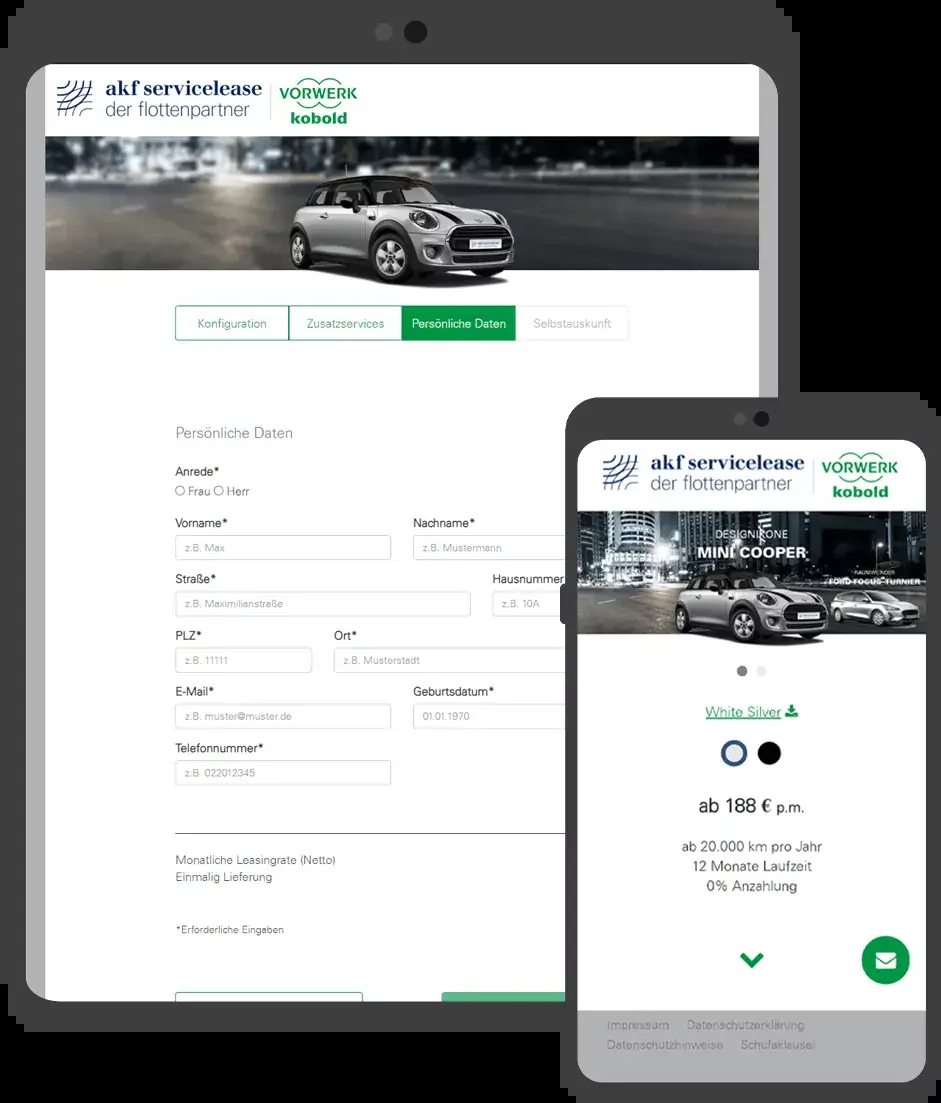 akf servicelease
der flottenpartner
VORWERK
kobold
Konfiguration
Zusatzservices
Persönliche Daten
Selbstauskunft
Persönliche Daten
Anrede*
Frau Herr
Vorname*
Nachname*
z.B. Max
z.B. Mustermann
Straße*
Hausnummer
z.B. Maximilianstraße
z.B. 10A
PLZ*
Ort*
z.B. 11111
z.B. Musterstadt
E-Mail*
Geburtsdatum*
z.B. muster@muster.de
01.01.1970
Telefonnummer*
z.B 022012345
Monatliche Leasingrate (Netto)
Einmalig Lieferung
*Erforderliche Eingaben
akf servicelease
der flottenpartner
VORWERK
kobold
DESIGNIKONE
MINI COOPER
RAUMWUNDER
FORD FOCUS TURNIER
White Silver
ab 188 € p.m.
ab 20.000 km pro Jahr
12 Monate Laufzeit
0% Anzahlung
Impressum Datenschutzerklärung
Datenschutzhinweise Schufaklausel